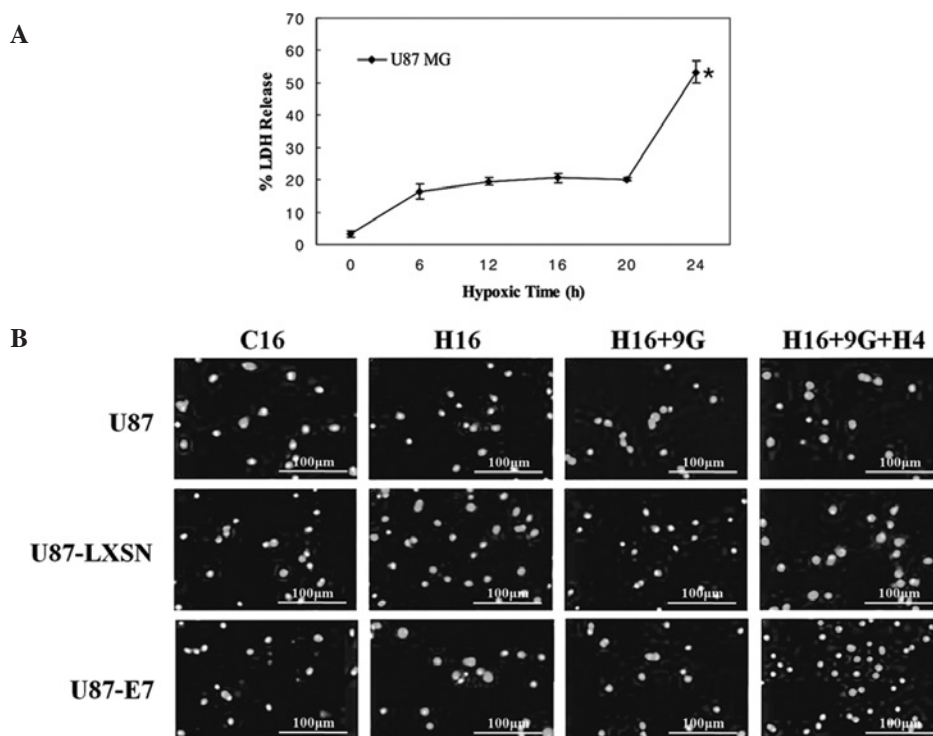 A
70
60
50
40
30
20
10
0
% LDH Release
U87 MG
*
0 6 12 16 20 24
Hypoxic Time (h)
B
C16 H16 H16+9G H16+9G+H4
U87
100μm 100μm 100μm 100μm
U87-LXSN
100μm 100μm 100μm 100μm
U87-E7
100μm 100μm 100μm 100μm